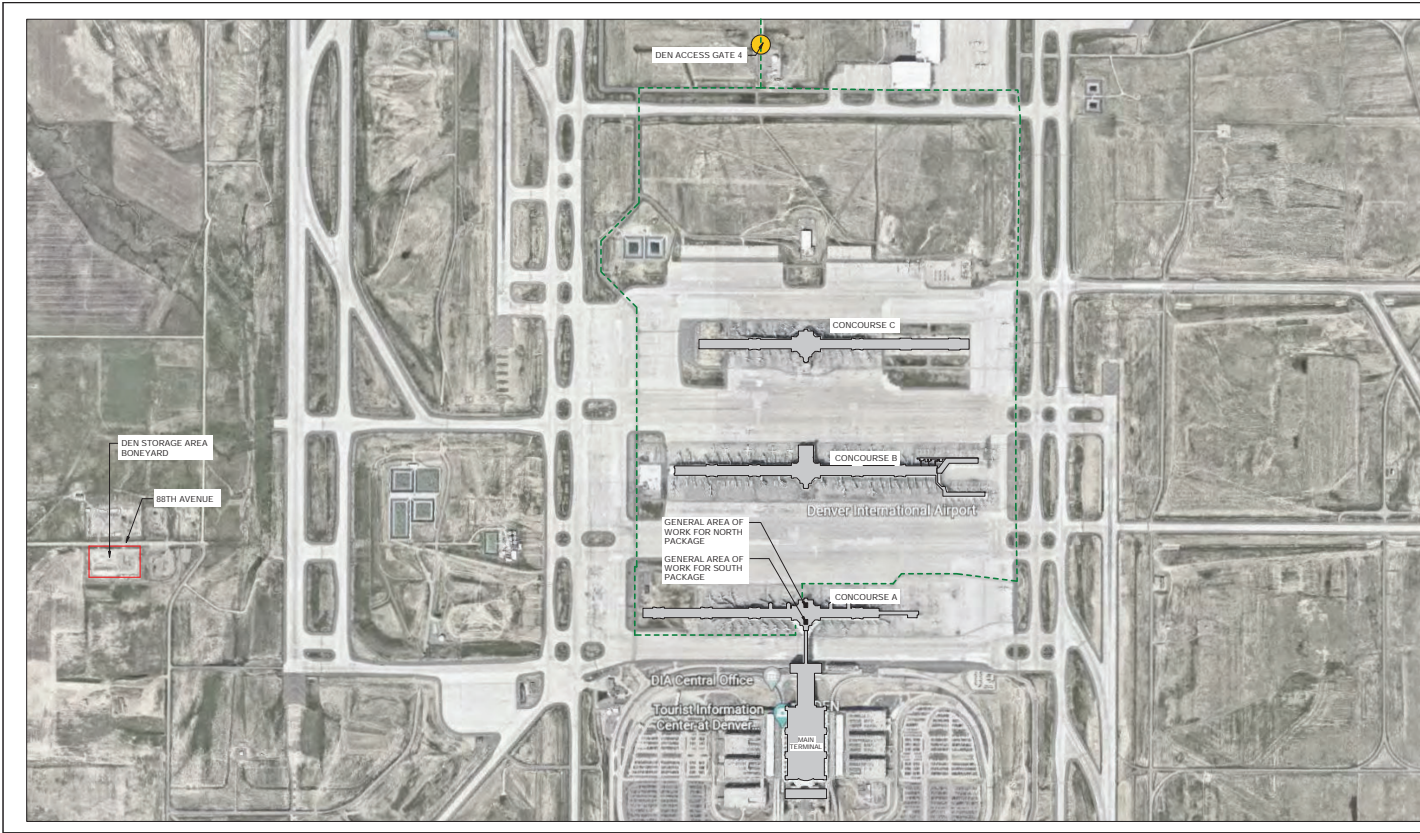 DEN ACCESS GATE 4
CONCOURSE C
DEN STORAGE AREA
BONEYARD
CONCOURSE B
88TH AVENUE
Denver International Airport
GENERAL AREA OF
WORK FOR NORTH
PACKAGE
GENERAL AREA OF
WORK FOR SOUTH
PACKAGE
CONCOURSE A
DIA Central Office
Tourist Information
Center at Denver...
DEN
MAIN
TERMINAL